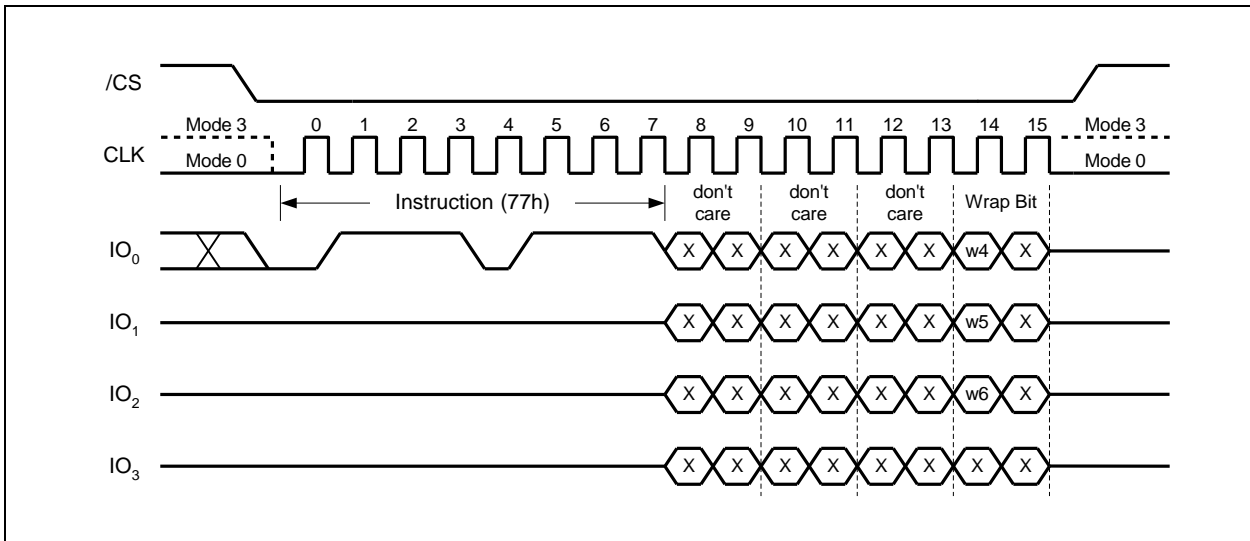 /CS
Mode 3 0 1 2 3 4 5 6 7 8 9 10 11 12 13 14 15 Mode 3
CLK
Mode 0 Mode 0
Instruction (77h) don't care don't care don't care Wrap Bit
IO0 X X X X X X w4 X
IO1 X X X X X X w5 X
IO2 X X X X X X w6 X
IO3 X X X X X X X X